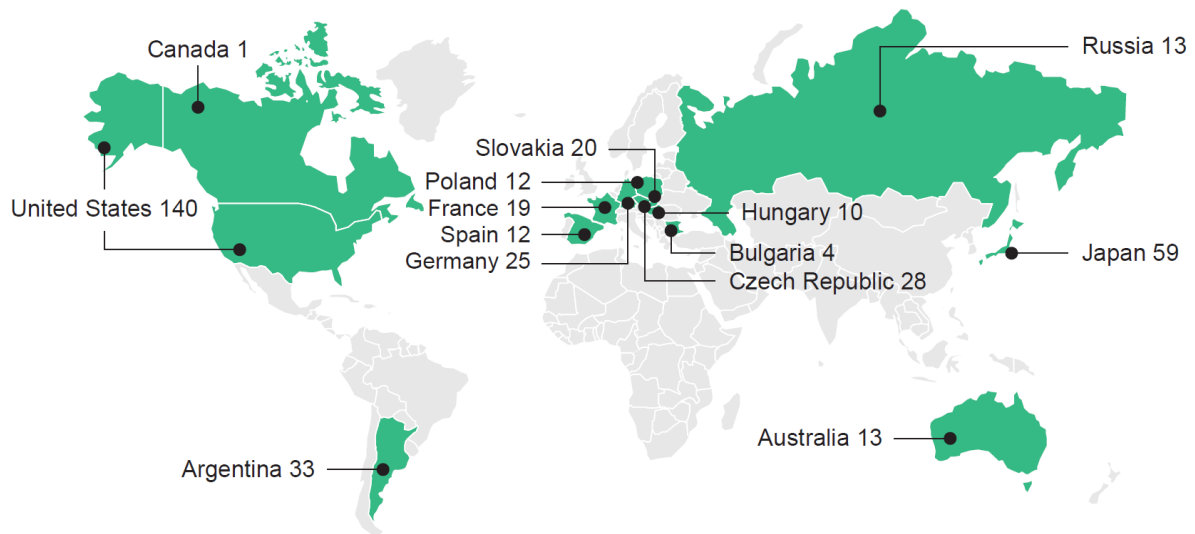 Canada 1
Russia 13
Slovakia 20
Poland 12
United States 140
France 19
Hungary 10
Spain 12
Bulgaria 4
Japan 59
Germany 25
Czech Republic 28
Australia 13
Argentina 33